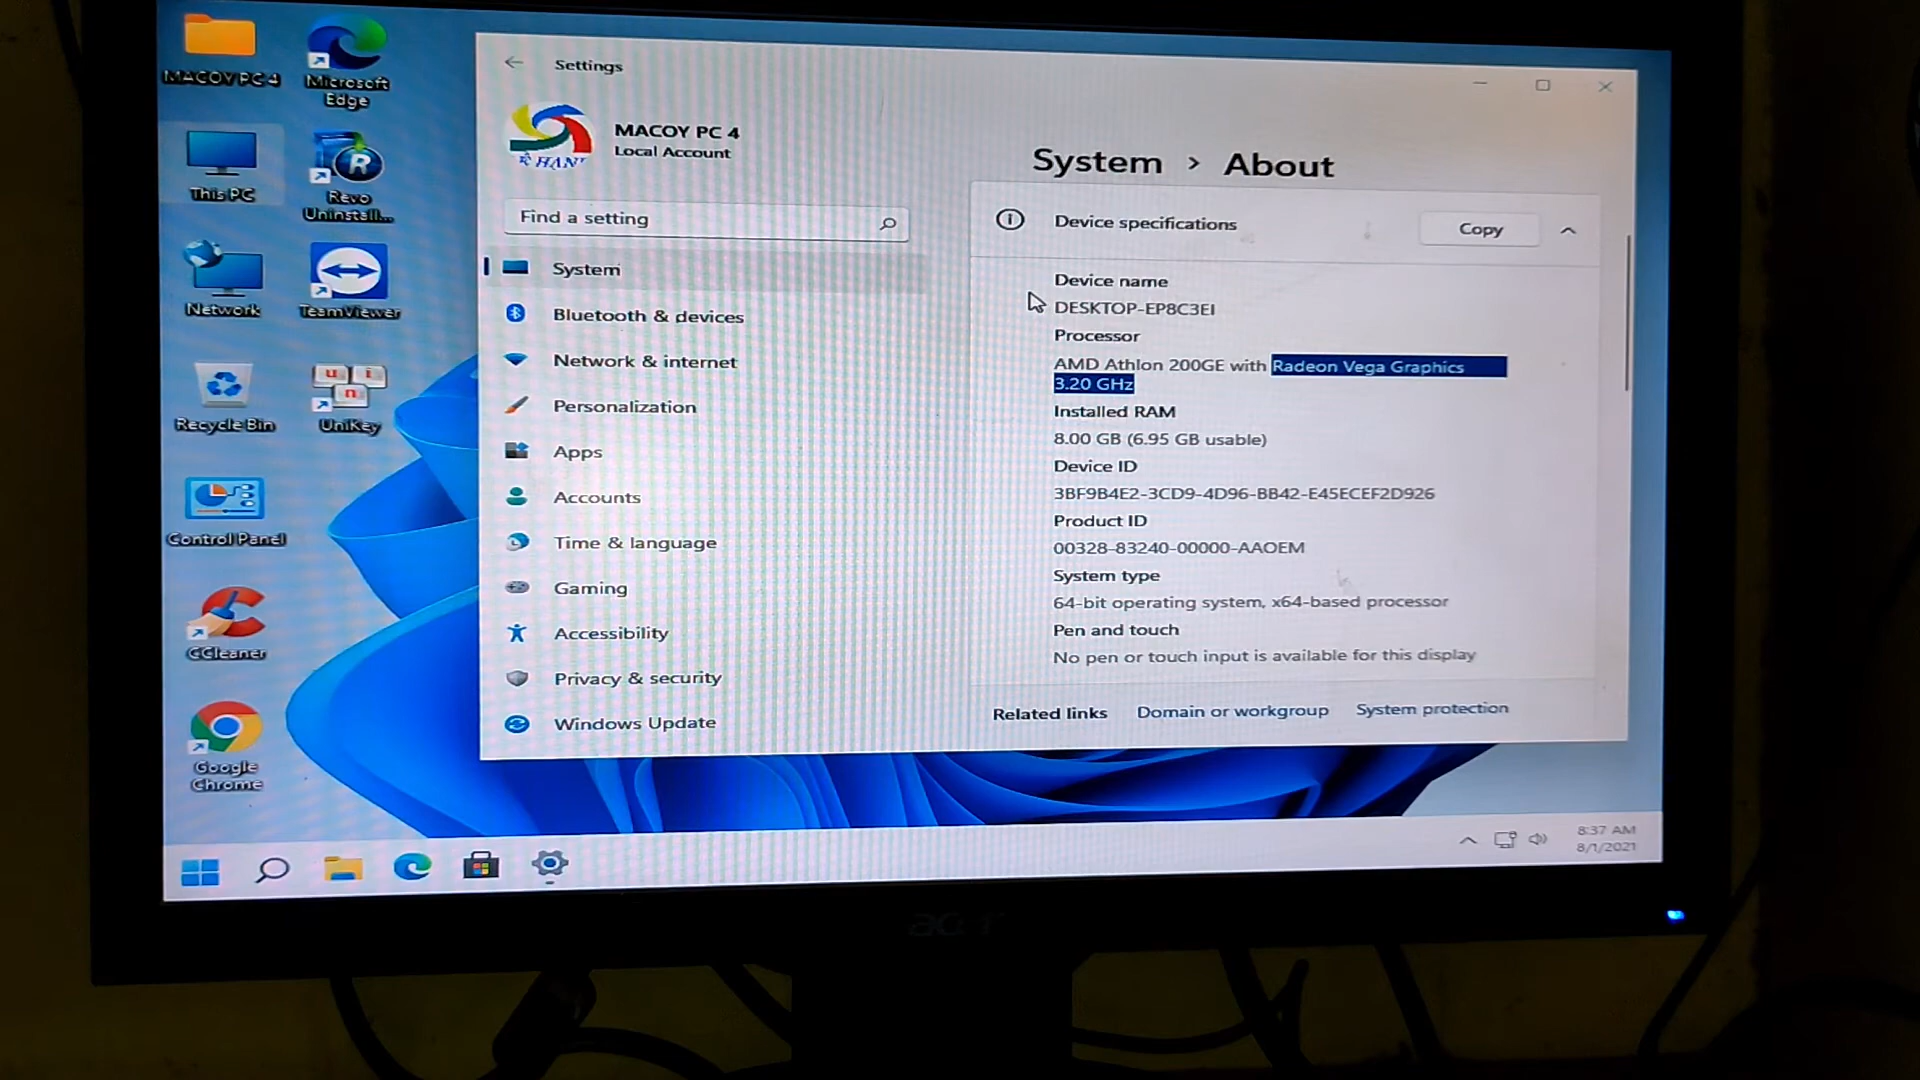 MACOY PC 4
Microsoft
Edge
This PC
Revo
Uninstall...
Network
TeamViewer
Recycle Bin
UniKey
Control Panel
CCleaner
Google
Chrome
Settings
HANT
MACOY PC 4
Local Account
Find a setting
System
Bluetooth & devices
Network & internet
Personalization
Apps
Accounts
Time & language
Gaming
Accessibility
Privacy & security
Windows Update
System > About
Device specifications
Copy
Device name
DESKTOP-EP8C3EI
Processor
AMD Athlon 200GE with Radeon Vega Graphics
3.20 GHz
Installed RAM
8.00 GB (6.95 GB usable)
Device ID
3BF9B4E2-3CD9-4D96-BB42-E45ECEF2D926
Product ID
00328-83240-00000-AAOEM
System type
64-bit operating system, x64-based processor
Pen and touch
No pen or touch input is available for this display
Related links Domain or workgroup System protection
8:37 AM
8/1/2021
acer